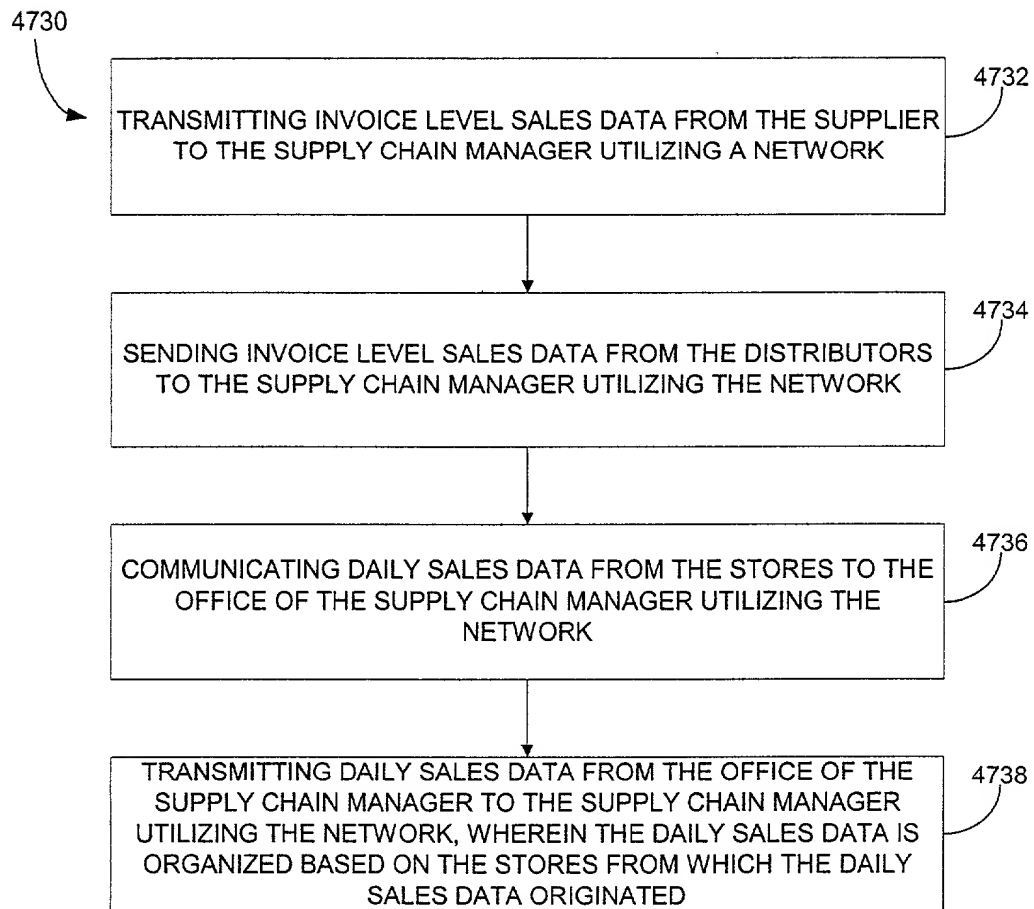 4730
4732
TRANSMITTING INVOICE LEVEL SALES DATA FROM THE SUPPLIER
TO THE SUPPLY CHAIN MANAGER UTILIZING A NETWORK
4734
SENDING INVOICE LEVEL SALES DATA FROM THE DISTRIBUTORS
TO THE SUPPLY CHAIN MANAGER UTILIZING THE NETWORK
4736
COMMUNICATING DAILY SALES DATA FROM THE STORES TO THE
OFFICE OF THE SUPPLY CHAIN MANAGER UTILIZING THE
NETWORK
4738
TRANSMITTING DAILY SALES DATA FROM THE OFFICE OF THE
SUPPLY CHAIN MANAGER TO THE SUPPLY CHAIN MANAGER
UTILIZING THE NETWORK, WHEREIN THE DAILY SALES DATA IS
ORGANIZED BASED ON THE STORES FROM WHICH THE DAILY
SALES DATA ORIGINATED